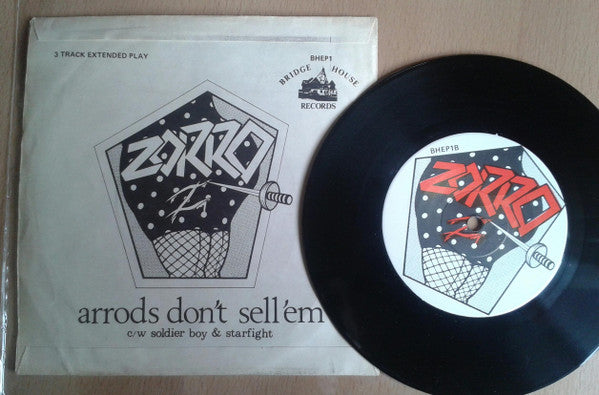 3 TRACK EXTENDED PLAY
BHEP1
BRIDGE HOUSE
RECORDS
ZORRO
Z
arrods don't sell'em
c/w soldier boy & starfight
BHEP1B
ZORRO
Z